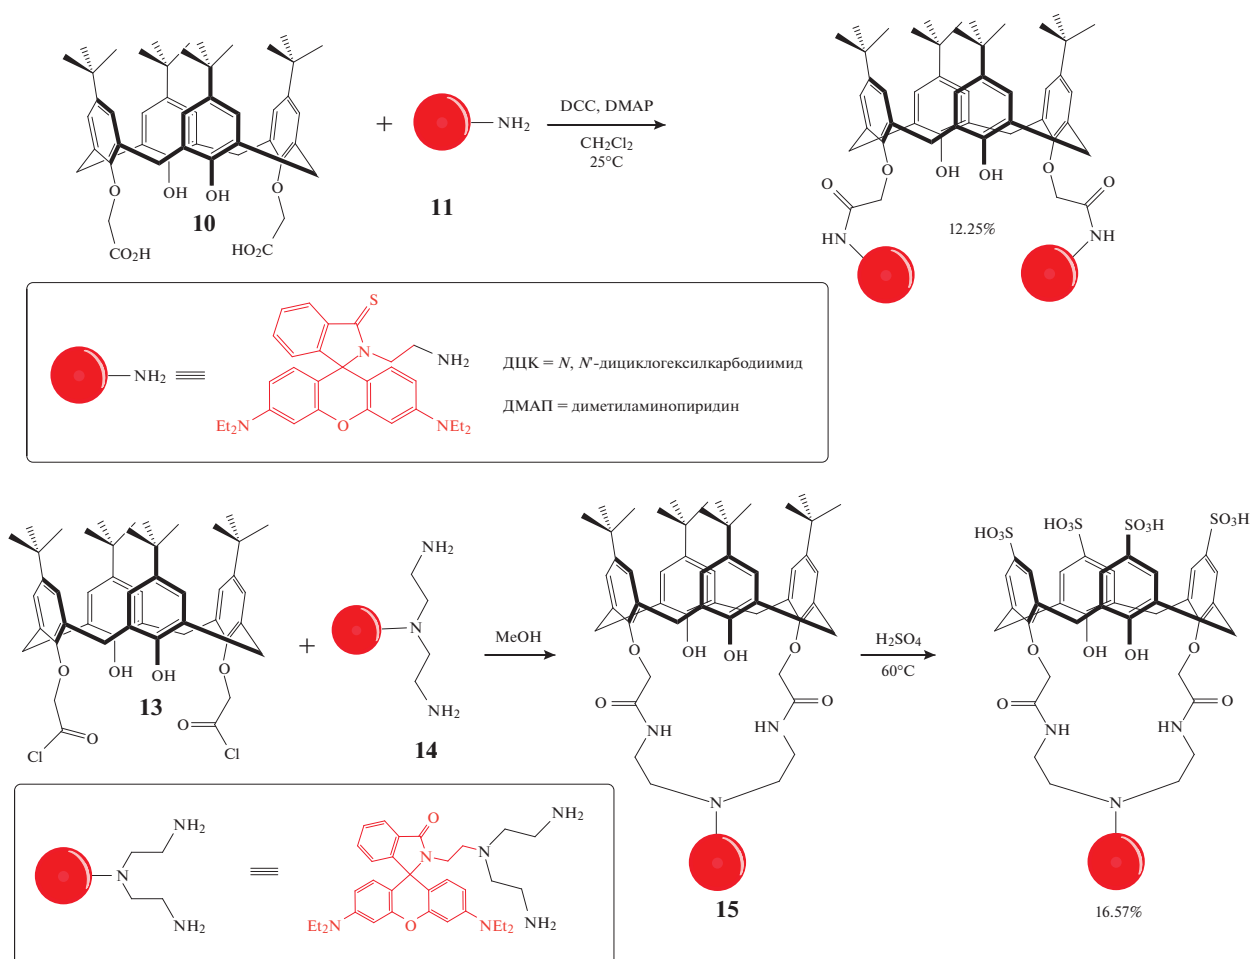 DCC, DMAP
CH2Cl2
25°C
+
NH2
11
O
OH
OH
O
10
CO2H
HO2C
O
OH
OH
O
O
O
HN
NH
12.25%
NH2
S
N
NH2
Et2N
O
NEt2
ДЦК = N, N'-дициклогексилкарбодиимид
ДМАП = диметиламинопиридин
O
OH
OH
O
13
O
Cl
O
Cl
+
NH2
N
NH2
14
MeOH
O
OH
OH
O
O
NH
HN
O
N
15
H2SO4
60°C
HO3S
HO3S
SO3H
SO3H
O
OH
OH
O
O
NH
HN
O
N
16.57%
NH2
N
NH2
O
N
N
NH2
NH2
Et2N
O
NEt2